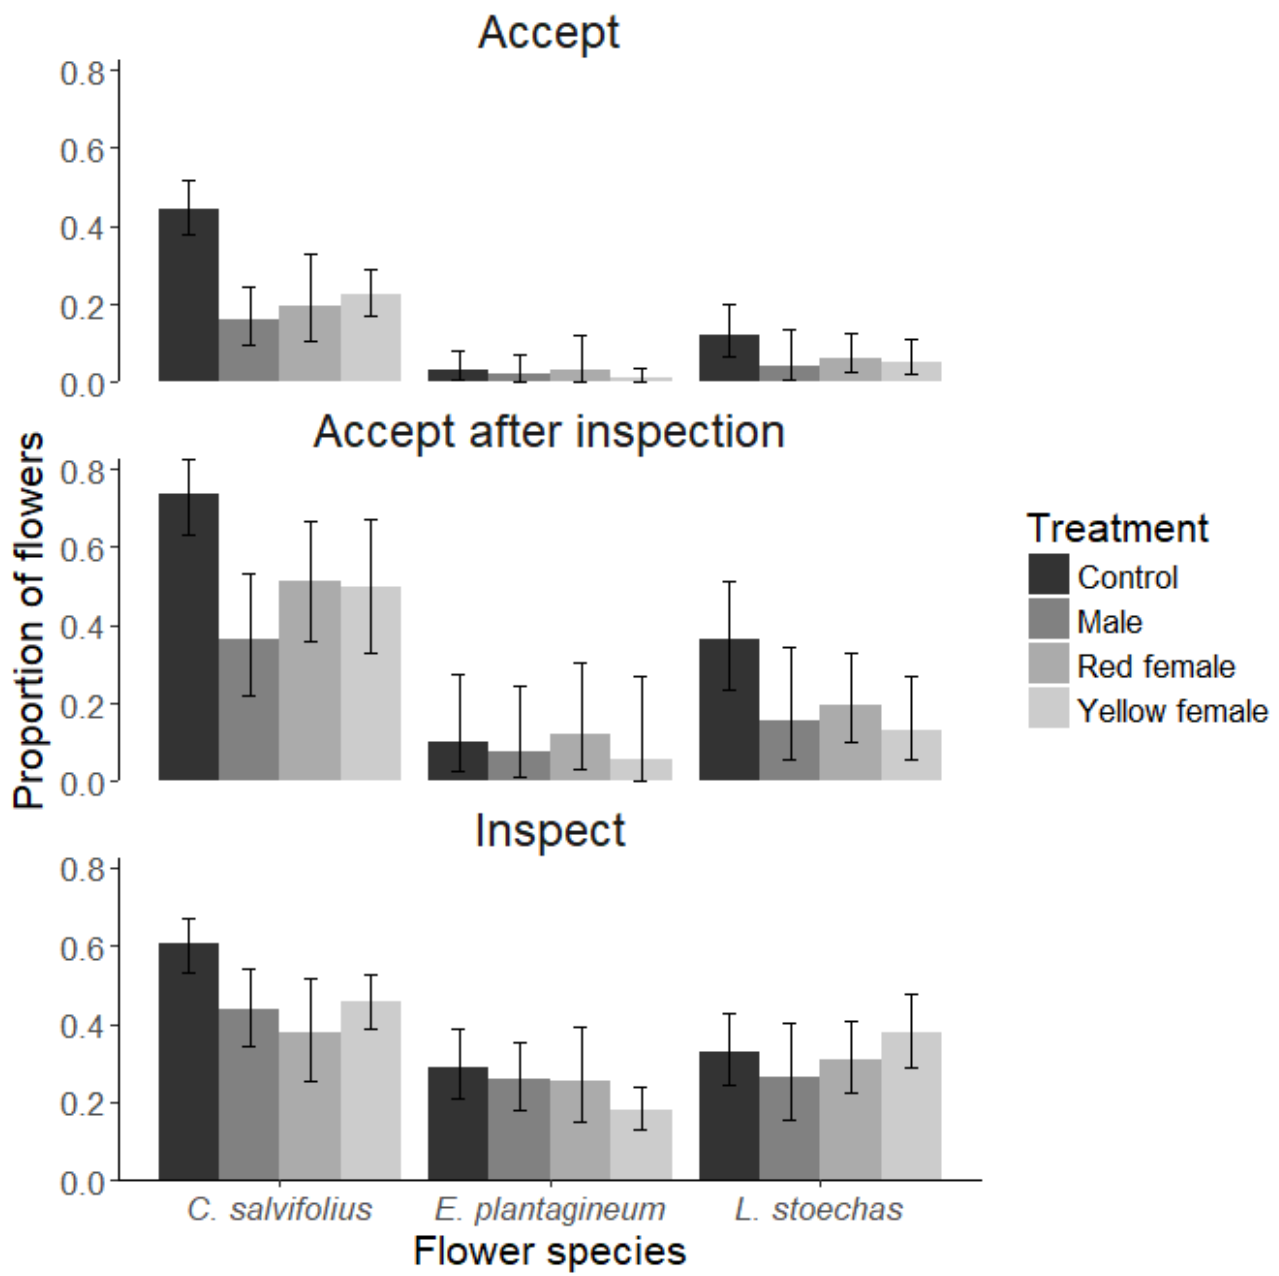 Accept
0.8
0.6
0.4
0.2
0.0
Accept after inspection
0.8
0.6
0.4
0.2
0.0
Proportion of flowers
Inspect
0.8
0.6
0.4
0.2
0.0
C. salvifolius E. plantagineum L. stoechas
Flower species
Treatment
Control
Male
Red female
Yellow female